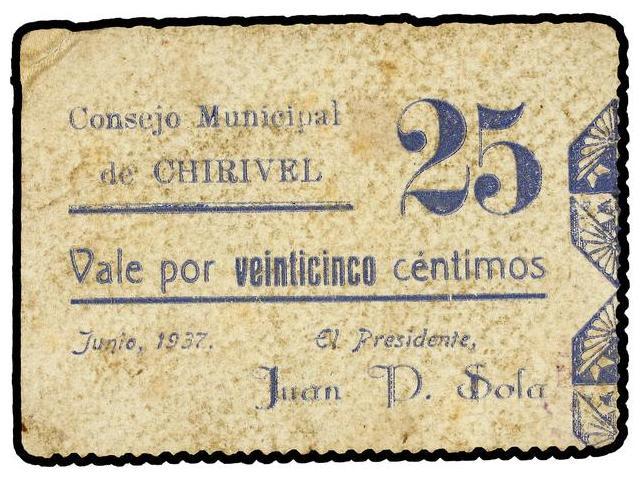 Consejo Municipal
de CHIRIVEL
25
Vale por veinticinco céntimos
Junio, 1937.
El Presidente,
Juan P. Sola